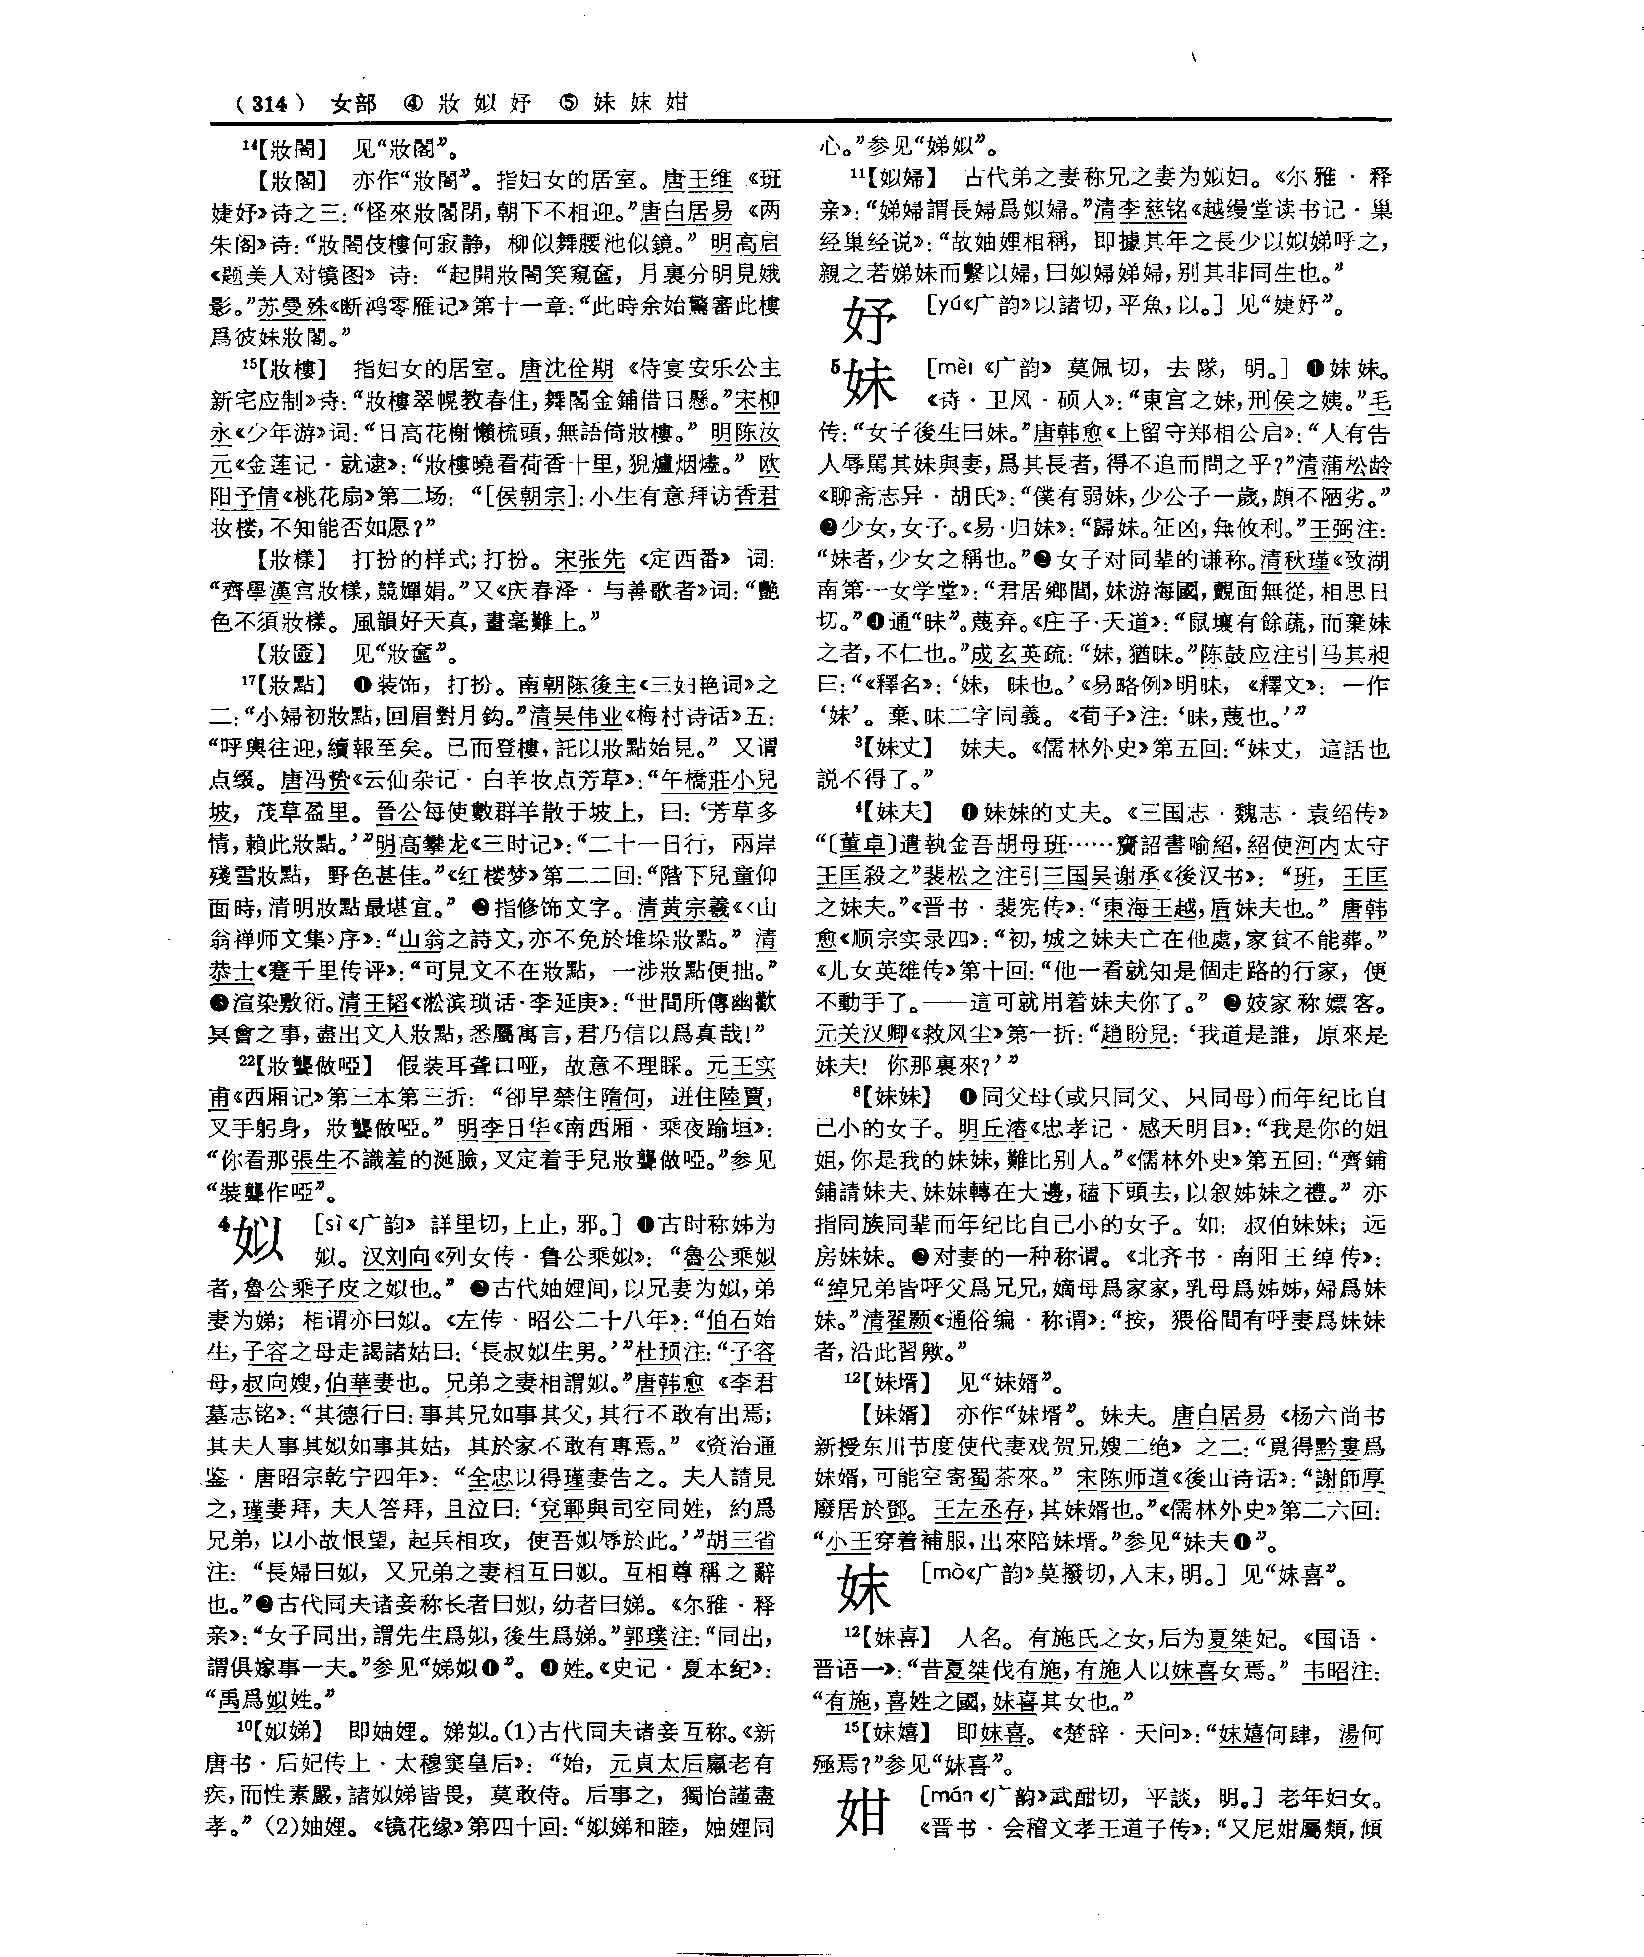 （314） 女部 ④ 妝 姒 妤 ⑤ 妹 妺 姏
14【妝閤】 见“妝閣”。
【妝閣】 亦作“妝閤”。指妇女的居室。唐王维《班
婕妤》诗之三：“怪來妝閣閉，朝下不相迎。”唐白居易《两
朱阁》诗：“妝閣伎樓何寂静，柳似舞腰池似鏡。”明高启
《题美人对镜图》诗：“起開妝閤笑窺奩，月裏分明見娥
影。”苏曼殊《断鸿零雁记》第十一章：“此時余始驚審此樓
爲彼妹妝閣。”
15【妝樓】 指妇女的居室。唐沈佺期《侍宴安乐公主
新宅应制》诗：“妝樓翠幌教春住，舞閣金鋪借日懸。”宋柳
永《少年游》词：“日高花榭懶梳頭，無語倚妝樓。”明陈汝
元《金莲记·就逮》：“妝樓曉看荷香十里，猊爐烟燼。”欧
阳予倩《桃花扇》第二场：“［侯朝宗］：小生有意拜访香君
妆楼，不知能否如愿？”
【妝樣】 打扮的样式；打扮。宋张先《定西番》词：
“齊學漢宫妝樣，競嬋娟。”又《庆春泽·与善歌者》词：“艷
色不須妝樣。風韻好天真，畫毫難上。”
【妝匳】 见“妝奩”。
17【妝點】 ❶装饰，打扮。南朝陈後主《三妇艳词》之
二：“小婦初妝點，回眉對月鈎。”清吴伟业《梅村诗话》五：
“呼輿往迎，續報至矣。已而登樓，託以妝點始見。”又谓
点缀。唐冯贽《云仙杂记·白羊妆点芳草》：“午橋莊小兒
坡，茂草盈里。晉公每使數群羊散于坡上，曰：‘芳草多
情，賴此妝點。’”明高攀龙《三时记》：“二十一日行，兩岸
殘雪妝點，野色甚佳。”《红楼梦》第二二回：“階下兒童仰
面時，清明妝點最堪宜。”❷指修饰文字。清黄宗羲《〈山
翁禅师文集〉序》：“山翁之詩文，亦不免於堆垛妝點。”清
恭士《蹇千里传评》：“可見文不在妝點，一涉妝點便拙。”
❸渲染敷衍。清王韬《淞滨琐话·李延庚》：“世間所傳幽歡
冥會之事，盡出文人妝點，悉屬寓言，君乃信以爲真哉！”
22【妝聾做啞】 假装耳聋口哑，故意不理睬。元王实
甫《西厢记》第三本第三折：“卻早禁住隋何，迸住陸賈，
叉手躬身，妝聾做啞。”明李日华《南西厢·乘夜踰垣》：
“你看那張生不識羞的涎臉，叉定着手兒妝聾做啞。”参见
“裝聾作啞”。
4姒 ［sì《广韵》詳里切，上止，邪。］❶古时称姊为
姒。汉刘向《列女传·鲁公乘姒》：“魯公乘姒
者，魯公乘子皮之姒也。”❷古代妯娌间，以兄妻为姒，弟
妻为娣；相谓亦曰姒。《左传·昭公二十八年》：“伯石始
生，子容之母走謁諸姑曰：‘長叔姒生男。’”杜预注：“子容
母，叔向嫂，伯華妻也。兄弟之妻相謂姒。”唐韩愈《李君
墓志铭》：“其德行曰：事其兄如事其父，其行不敢有出焉；
其夫人事其姒如事其姑，其於家不敢有專焉。”《资治通
鉴·唐昭宗乾宁四年》：“全忠以得瑾妻告之。夫人請見
之，瑾妻拜，夫人答拜，且泣曰：‘兗鄆與司空同姓，約爲
兄弟，以小故恨望，起兵相攻，使吾姒辱於此。’”胡三省
注：“長婦曰姒，又兄弟之妻相互曰姒。互相尊稱之辭
也。”❸古代同夫诸妾称长者曰姒，幼者曰娣。《尔雅·释
亲》：“女子同出，謂先生爲姒，後生爲娣。”郭璞注：“同出，
謂俱嫁事一夫。”参见“娣姒❶”。❹姓。《史记·夏本纪》：
“禹爲姒姓。”
10【姒娣】 即妯娌。娣姒。（1）古代同夫诸妾互称。《新
唐书·后妃传上·太穆窦皇后》：“始，元貞太后羸老有
疾，而性素嚴，諸姒娣皆畏，莫敢侍。后事之，獨怡謹盡
孝。”（2）妯娌。《镜花缘》第四十回：“姒娣和睦，妯娌同
心。”参见“娣姒”。
11【姒婦】 古代弟之妻称兄之妻为姒妇。《尔雅·释
亲》：“娣婦謂長婦爲姒婦。”清李慈铭《越缦堂读书记·巢
经巢经说》：“故妯娌相稱，即據其年之長少以姒娣呼之，
親之若娣妹而繫以婦，曰姒婦娣婦，别其非同生也。”
妤 ［yú《广韵》以諸切，平魚，以。］见“婕妤”。
5妹 ［mèi《广韵》莫佩切，去隊，明。］❶妹妹。
《诗·卫风·硕人》：“東宫之妹，刑侯之姨。”毛
传：“女子後生曰妹。”唐韩愈《上留守郑相公启》：“人有告
人辱駡其妹與妻，爲其長者，得不追而問之乎？”清蒲松龄
《聊斋志异·胡氏》：“僕有弱妹，少公子一歲，頗不陋劣。”
❷少女，女子。《易·归妹》：“歸妹。征凶，無攸利。”王弼注：
“妹者，少女之稱也。”❸女子对同辈的谦称。清秋瑾《致湖
南第一女学堂》：“君居鄉間，妹游海國，覿面無從，相思日
切。”❹通“昧”。蔑弃。《庄子·天道》：“鼠壤有餘蔬，而棄妹
之者，不仁也。”成玄英疏：“妹，猶昧。”陈鼓应注引马其昶
曰：“《釋名》：‘妹，昧也。’《易略例》明昧，《釋文》：一作
‘妹’。棄、昧二字同義。《荀子》注：‘昧，蔑也。’”
3【妹丈】 妹夫。《儒林外史》第五回：“妹丈，這話也
説不得了。”
4【妹夫】 ❶妹妹的丈夫。《三国志·魏志·袁绍传》
“〔董卓〕遣執金吾胡母班……齎詔書喻紹，紹使河内太守
王匡殺之”裴松之注引三国吴谢承《後汉书》：“班，王匡
之妹夫。”《晋书·裴宪传》：“東海王越，盾妹夫也。”唐韩
愈《顺宗实录四》：“初，城之妹夫亡在他處，家貧不能葬。”
《儿女英雄传》第十回：“他一看就知是個走路的行家，便
不動手了。——這可就用着妹夫你了。”❷妓家称嫖客。
元关汉卿《救风尘》第一折：“趙盼兒：‘我道是誰，原來是
妹夫！你那裏來？’”
8【妹妹】 ❶同父母（或只同父、只同母）而年纪比自
己小的女子。明丘濬《忠孝记·感天明目》：“我是你的姐
姐，你是我的妹妹，難比别人。”《儒林外史》第五回：“齊鋪
鋪請妹夫、妹妹轉在大邊，磕下頭去，以叙姊妹之禮。”亦
指同族同輩而年纪比自己小的女子。如：叔伯妹妹；远
房妹妹。❷对妻的一种称谓。《北齐书·南阳王绰传》：
“綽兄弟皆呼父爲兄兄，嫡母爲家家，乳母爲姊姊，婦爲妹
妹。”清翟灏《通俗编·称谓》：“按，猥俗間有呼妻爲妹妹
者，沿此習歟。”
12【妹壻】 见“妹婿”。
【妹婿】 亦作“妹壻”。妹夫。唐白居易《杨六尚书
新授东川节度使代妻戏贺兄嫂二绝》之二：“覓得黔婁爲
妹婿，可能空寄蜀茶來。”宋陈师道《後山诗话》：“謝師厚
廢居於鄧。王左丞存，其妹婿也。”《儒林外史》第二六回：
“小王穿着補服，出來陪妹壻。”参见“妹夫❶”。
妺 ［mò《广韵》莫撥切，入末，明。］见“妺喜”。
12【妺喜】 人名。有施氏之女，后为夏桀妃。《国语·
晋语一》：“昔夏桀伐有施，有施人以妺喜女焉。”韦昭注：
“有施，喜姓之國，妺喜其女也。”
15【妺嬉】 即妺喜。《楚辞·天问》：“妺嬉何肆，湯何
殛焉？”参见“妺喜”。
姏 ［mán《广韵》武酣切，平談，明。］老年妇女。
《晋书·会稽文孝王道子传》：“又尼姏屬類，傾